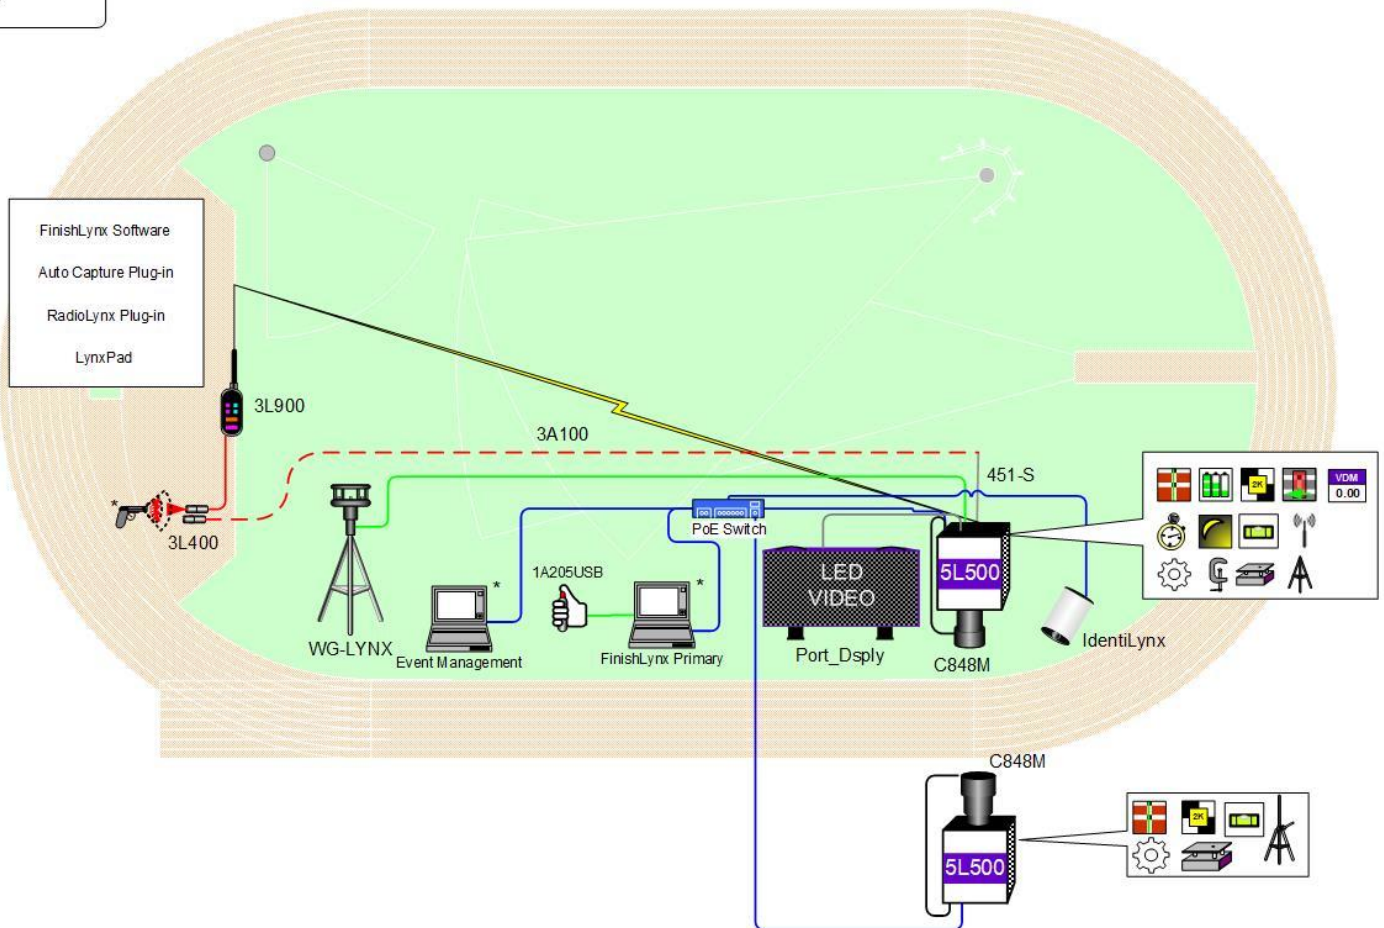 FinishLynx Software
Auto Capture Plug-in
RadioLynx Plug-in
LynxPad
3L900
3A100
451-S
2K
VDM
0.00
*
3L400
PoE Switch
LED
VIDEO
5L500
1A205USB
*
*
WG-LYNX
Event Management
FinishLynx Primary
Port_Dsply
C848M
IdentiLynx
C848M
2K
5L500